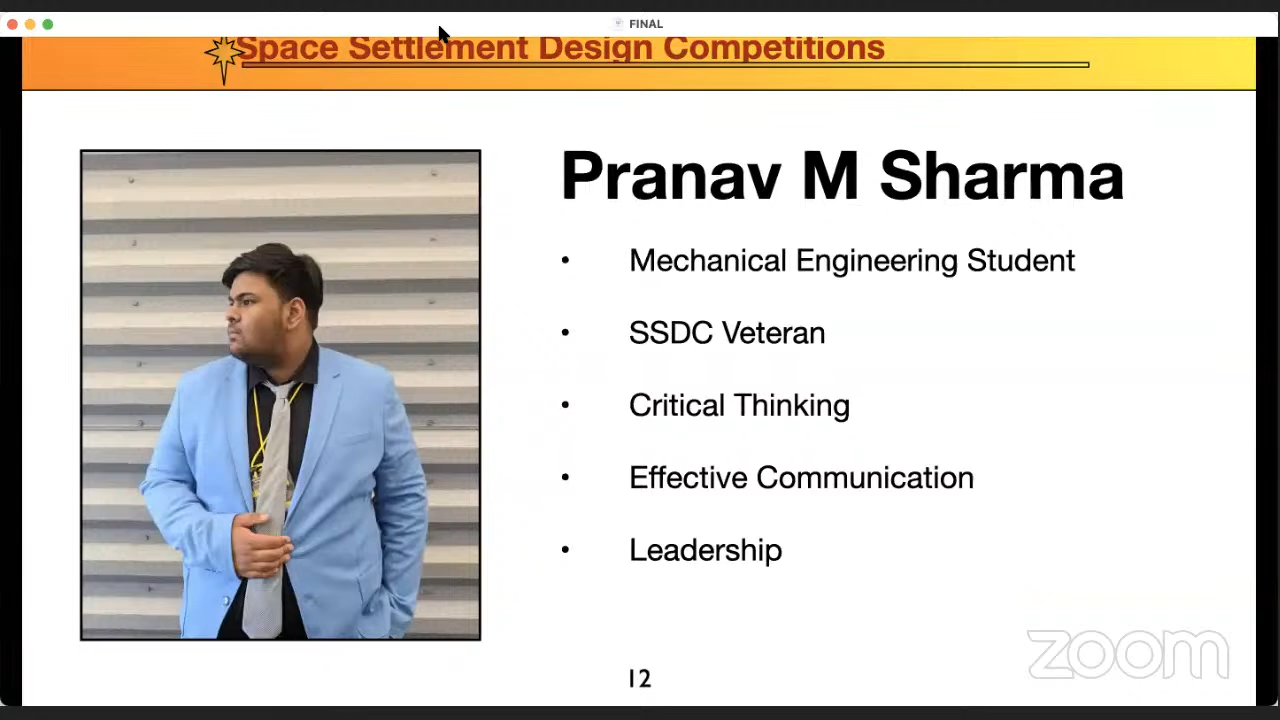 FINAL
Space Settlement Design Competitions
Pranav M Sharma
• Mechanical Engineering Student
• SSDC Veteran
• Critical Thinking
• Effective Communication
• Leadership
zoom
12